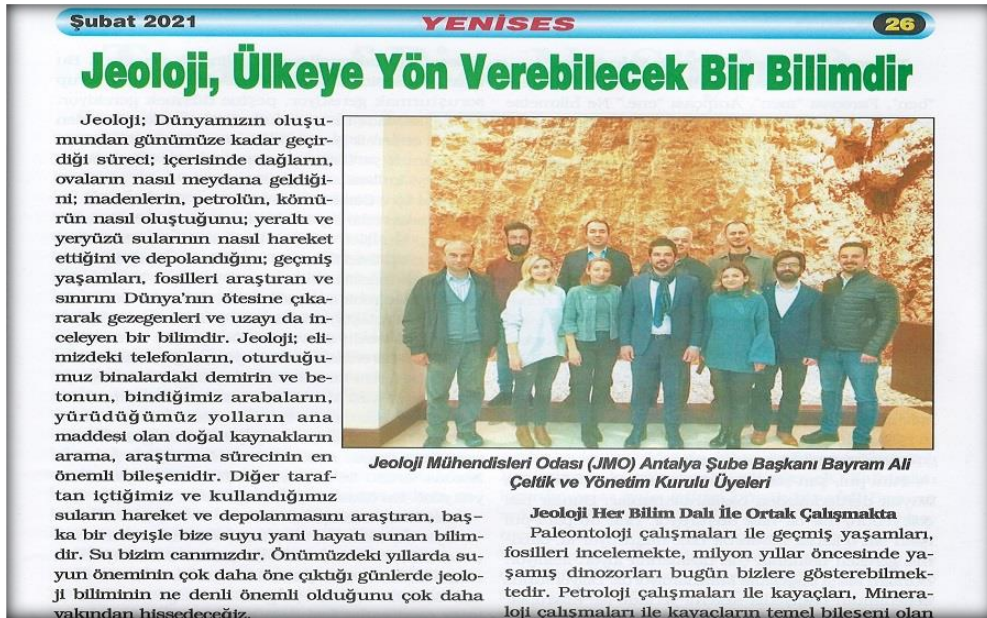 Şubat 2021
YENİSES
26
Jeoloji, Ülkeye Yön Verebilecek Bir Bilimdir
Jeoloji; Dünyamızın oluşu-
mundan günümüze kadar geçir-
diği süreci; içerisinde dağların,
ovaların nasıl meydana geldiği-
ni; madenlerin, petrolün, kömü-
rün nasıl oluştuğunu; yeraltı ve
yeryüzü sularının nasıl hareket
ettiğini ve depolandığını; geçmiş
yaşamları, fosilleri araştıran ve
sınırını Dünya'nın ötesine çıka-
rarak gezegenleri ve uzayı da in-
celeyen bir bilimdir. Jeoloji; eli-
mizdeki telefonların, oturduğu-
muz binalardaki demirin ve be-
tonun, bindiğimiz arabaların,
yürüdüğümüz yolların ana
maddesi olan doğal kaynakların
arama, araştırma sürecinin en
önemli bileşenidir. Diğer taraf-
tan içtiğimiz ve kullandığımız
suların hareket ve depolanmasını araştıran, baş-
ka bir deyişle bize suyu yani hayatı sunan bilim-
dir. Su bizim canımızdır. Önümüzdeki yıllarda su-
yun öneminin çok daha öne çıktığı günlerde jeolo-
ji biliminin ne denli önemli olduğunu çok daha
yakından hissedeceğiz.
Jeoloji Mühendisleri Odası (JMO) Antalya Şube Başkanı Bayram Ali
Çeltik ve Yönetim Kurulu Üyeleri
Jeoloji Her Bilim Dalı İle Ortak Çalışmakta
Paleontoloji çalışmaları ile geçmiş yaşamları,
fosilleri incelemekte, milyon yıllar öncesinde ya-
şamış dinozorları bugün bizlere gösterebilmek-
tedir. Petroloji çalışmaları ile kayaçları, Minera-
loji çalışmaları ile kayaçların temel bileşeni olan